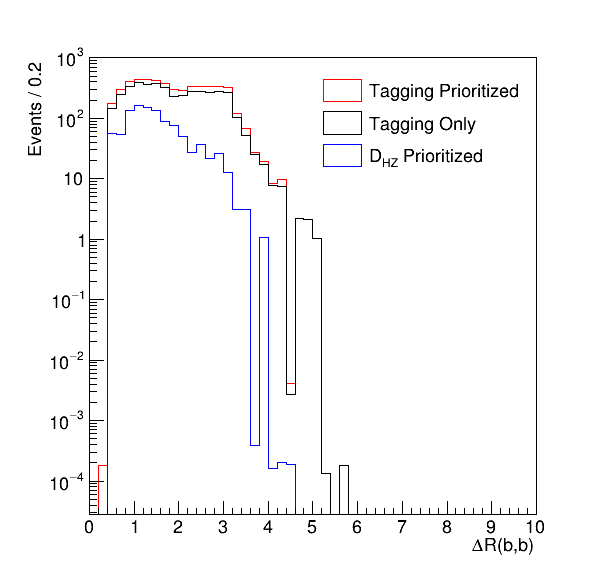 Events / 0.2
10³
10²
10
1
10⁻¹
10⁻²
10⁻³
10⁻⁴
Tagging Prioritized
Tagging Only
D_HZ Prioritized
0 1 2 3 4 5 6 7 8 9 10
ΔR(b,b)